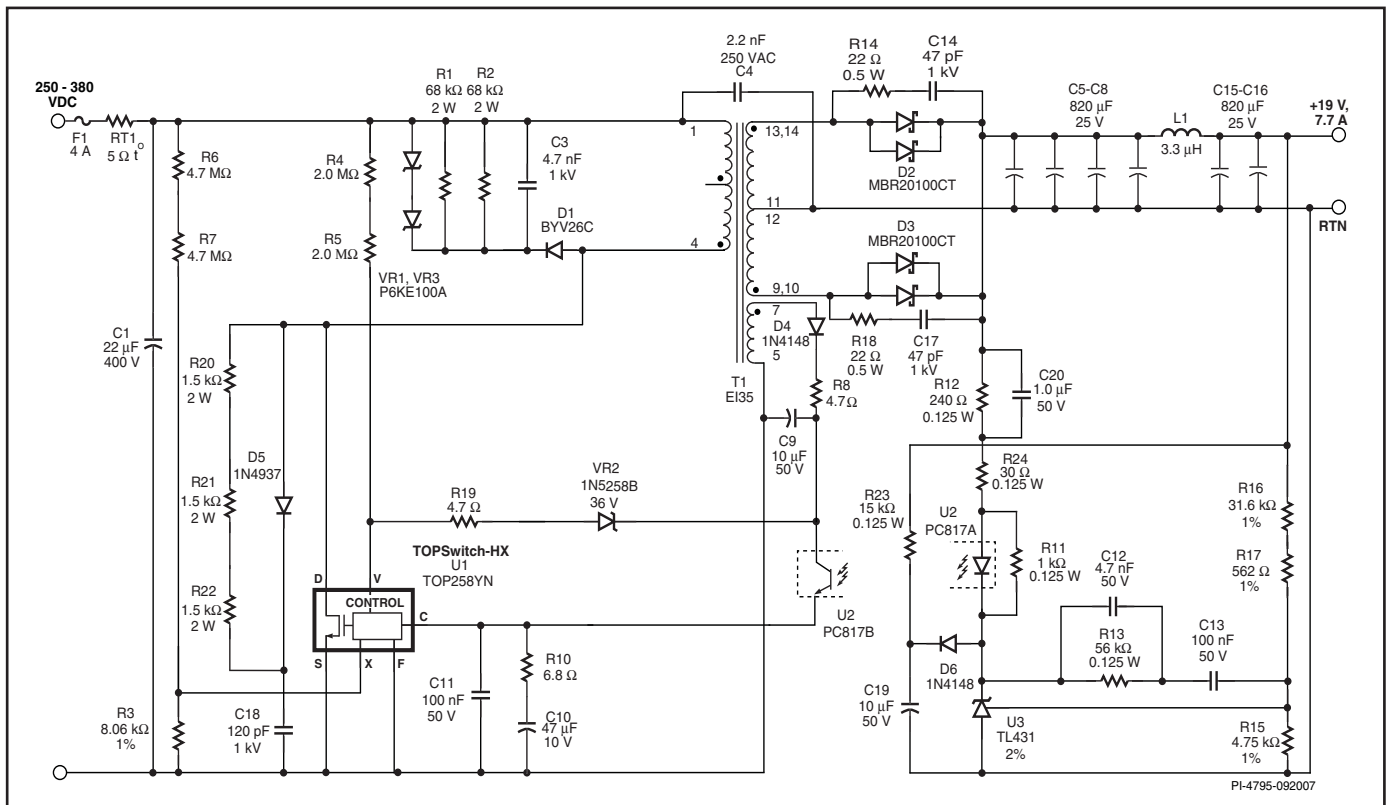 250 - 380
VDC
F1
4 A
RT1
5 Ω
t°
C1
22 µF
400 V
R6
4.7 MΩ
R7
4.7 MΩ
R3
8.06 kΩ
1%
R4
2.0 MΩ
R5
2.0 MΩ
VR1, VR3
P6KE100A
R1
68 kΩ
2 W
R2
68 kΩ
2 W
C3
4.7 nF
1 kV
D1
BYV26C
2.2 nF
250 VAC
C4
1
4
13,14
11
12
9,10
7
5
T1
EI35
R14
22 Ω
0.5 W
C14
47 pF
1 kV
D2
MBR20100CT
D3
MBR20100CT
C5-C8
820 µF
25 V
L1
3.3 µH
C15-C16
820 µF
25 V
+19 V,
7.7 A
RTN
D4
1N4148
R18
22 Ω
0.5 W
C17
47 pF
1 kV
R8
4.7Ω
C9
10 µF
50 V
R12
240 Ω
0.125 W
C20
1.0 µF
50 V
R20
1.5 kΩ
2 W
R21
1.5 kΩ
2 W
R22
1.5 kΩ
2 W
D5
1N4937
C18
120 pF
1 kV
R19
4.7 Ω
VR2
1N5258B
36 V
TOPSwitch-HX
U1
TOP258YN
D
V
CONTROL
C
S
X
F
C11
100 nF
50 V
R10
6.8 Ω
C10
47 µF
10 V
U2
PC817B
R23
15 kΩ
0.125 W
R24
30 Ω
0.125 W
U2
PC817A
R11
1 kΩ
0.125 W
C12
4.7 nF
50 V
R13
56 kΩ
0.125 W
C13
100 nF
50 V
R16
31.6 kΩ
1%
R17
562 Ω
1%
D6
1N4148
C19
10 µF
50 V
U3
TL431
2%
R15
4.75 kΩ
1%
PI-4795-092007